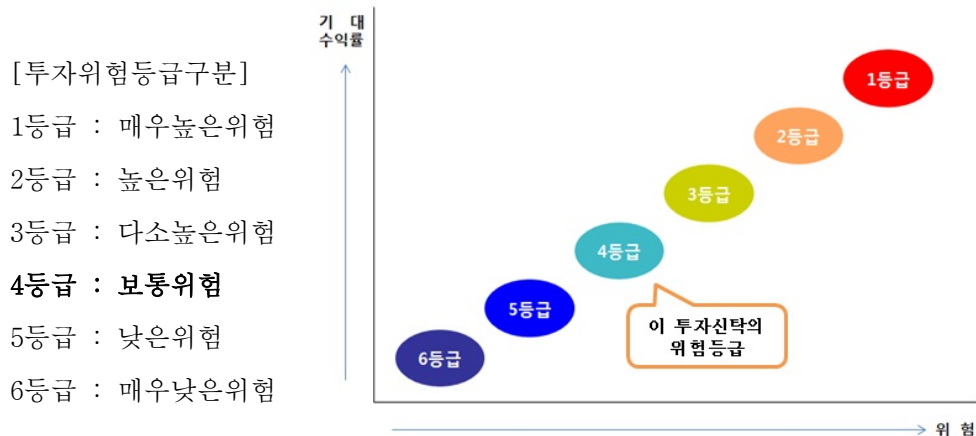 [투자위험등급구분]
1등급 : 매우높은위험
2등급 : 높은위험
3등급 : 다소높은위험
4등급 : 보통위험
5등급 : 낮은위험
6등급 : 매우낮은위험
기 대
수익률
1등급
2등급
3등급
4등급
5등급
6등급
이 투자신탁의
위험등급
위 험